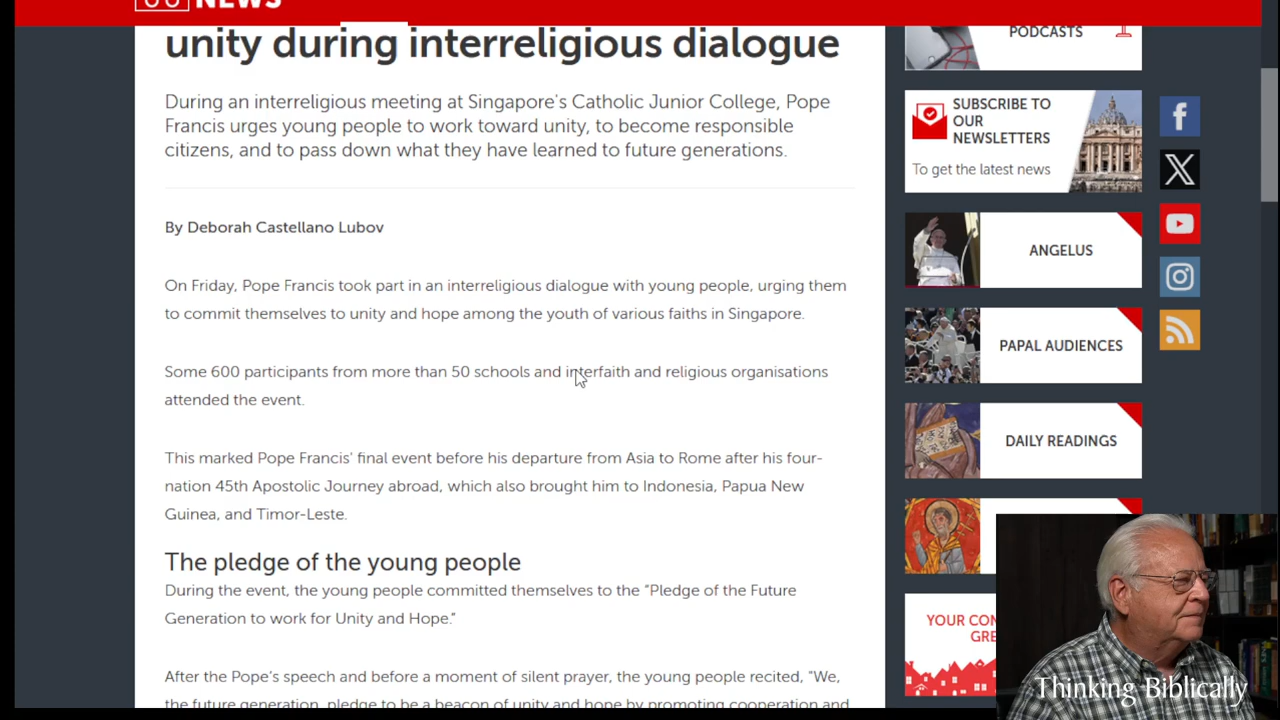 NEWS
unity during interreligious dialogue
During an interreligious meeting at Singapore's Catholic Junior College, Pope
Francis urges young people to work toward unity, to become responsible
citizens, and to pass down what they have learned to future generations.
By Deborah Castellano Lubov
On Friday, Pope Francis took part in an interreligious dialogue with young people, urging them
to commit themselves to unity and hope among the youth of various faiths in Singapore.
Some 600 participants from more than 50 schools and interfaith and religious organisations
attended the event.
This marked Pope Francis' final event before his departure from Asia to Rome after his four-
nation 45th Apostolic Journey abroad, which also brought him to Indonesia, Papua New
Guinea, and Timor-Leste.
The pledge of the young people
During the event, the young people committed themselves to the “Pledge of the Future
Generation to work for Unity and Hope.”
After the Pope’s speech and before a moment of silent prayer, the young people recited, "We,
the future generation, pledge to be a beacon of unity and hope by promoting cooperation and
PODCASTS
SUBSCRIBE TO
OUR
NEWSLETTERS
To get the latest news
ANGELUS
PAPAL AUDIENCES
DAILY READINGS
YOUR CON
GRE
Thinking Biblically